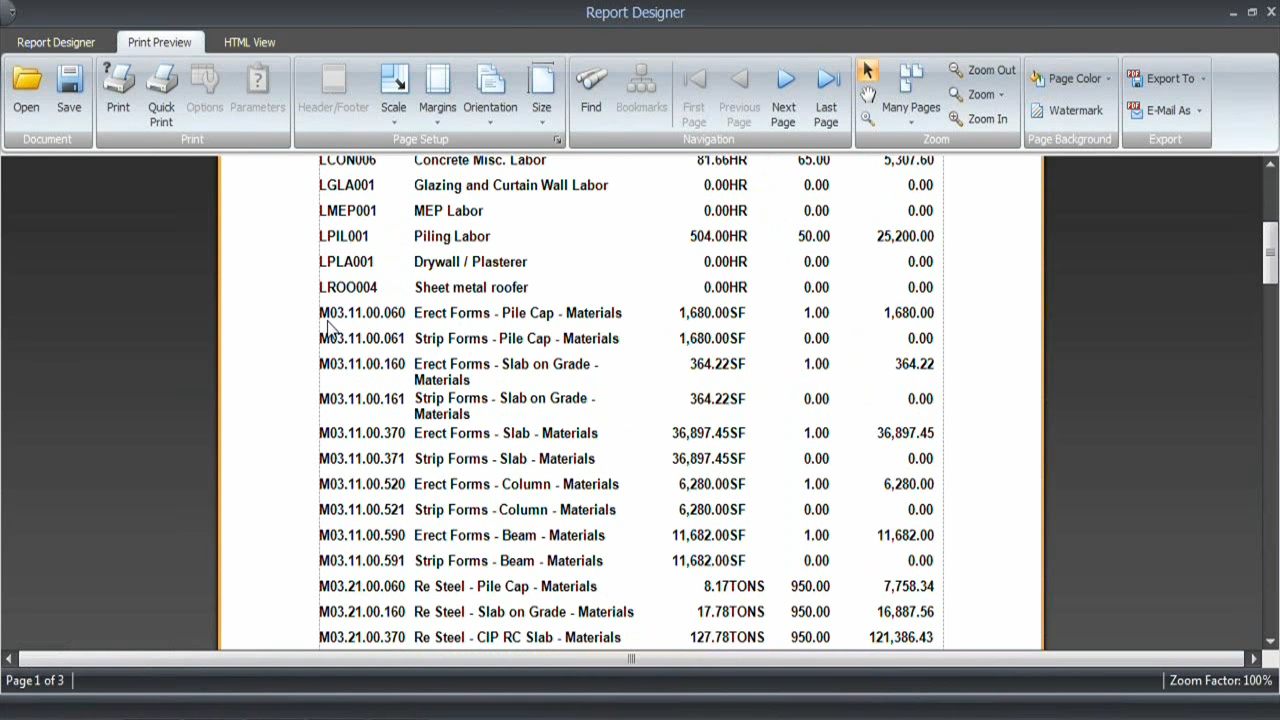 Report Designer
Report Designer Print Preview HTML View
Open Save Print Quick Print Options Parameters Header/Footer Scale Margins Orientation Size Find Bookmarks First Page Previous Page Next Page Last Page Many Pages Zoom Out Zoom Zoom In Page Color Watermark Export To E-Mail As
Document Print Page Setup Navigation Zoom Page Background Export
LCON006 Concrete Misc. Labor 81.66HR 65.00 5,307.60
LGLA001 Glazing and Curtain Wall Labor 0.00HR 0.00 0.00
LMEP001 MEP Labor 0.00HR 0.00 0.00
LPIL001 Piling Labor 504.00HR 50.00 25,200.00
LPLA001 Drywall / Plasterer 0.00HR 0.00 0.00
LROO004 Sheet metal roofer 0.00HR 0.00 0.00
M03.11.00.060 Erect Forms - Pile Cap - Materials 1,680.00SF 1.00 1,680.00
M03.11.00.061 Strip Forms - Pile Cap - Materials 1,680.00SF 0.00 0.00
M03.11.00.160 Erect Forms - Slab on Grade - 364.22SF 1.00 364.22
Materials
M03.11.00.161 Strip Forms - Slab on Grade - 364.22SF 0.00 0.00
Materials
M03.11.00.370 Erect Forms - Slab - Materials 36,897.45SF 1.00 36,897.45
M03.11.00.371 Strip Forms - Slab - Materials 36,897.45SF 0.00 0.00
M03.11.00.520 Erect Forms - Column - Materials 6,280.00SF 1.00 6,280.00
M03.11.00.521 Strip Forms - Column - Materials 6,280.00SF 0.00 0.00
M03.11.00.590 Erect Forms - Beam - Materials 11,682.00SF 1.00 11,682.00
M03.11.00.591 Strip Forms - Beam - Materials 11,682.00SF 0.00 0.00
M03.21.00.060 Re Steel - Pile Cap - Materials 8.17TONS 950.00 7,758.34
M03.21.00.160 Re Steel - Slab on Grade - Materials 17.78TONS 950.00 16,887.56
M03.21.00.370 Re Steel - CIP RC Slab - Materials 127.78TONS 950.00 121,386.43
Page 1 of 3 Zoom Factor: 100%